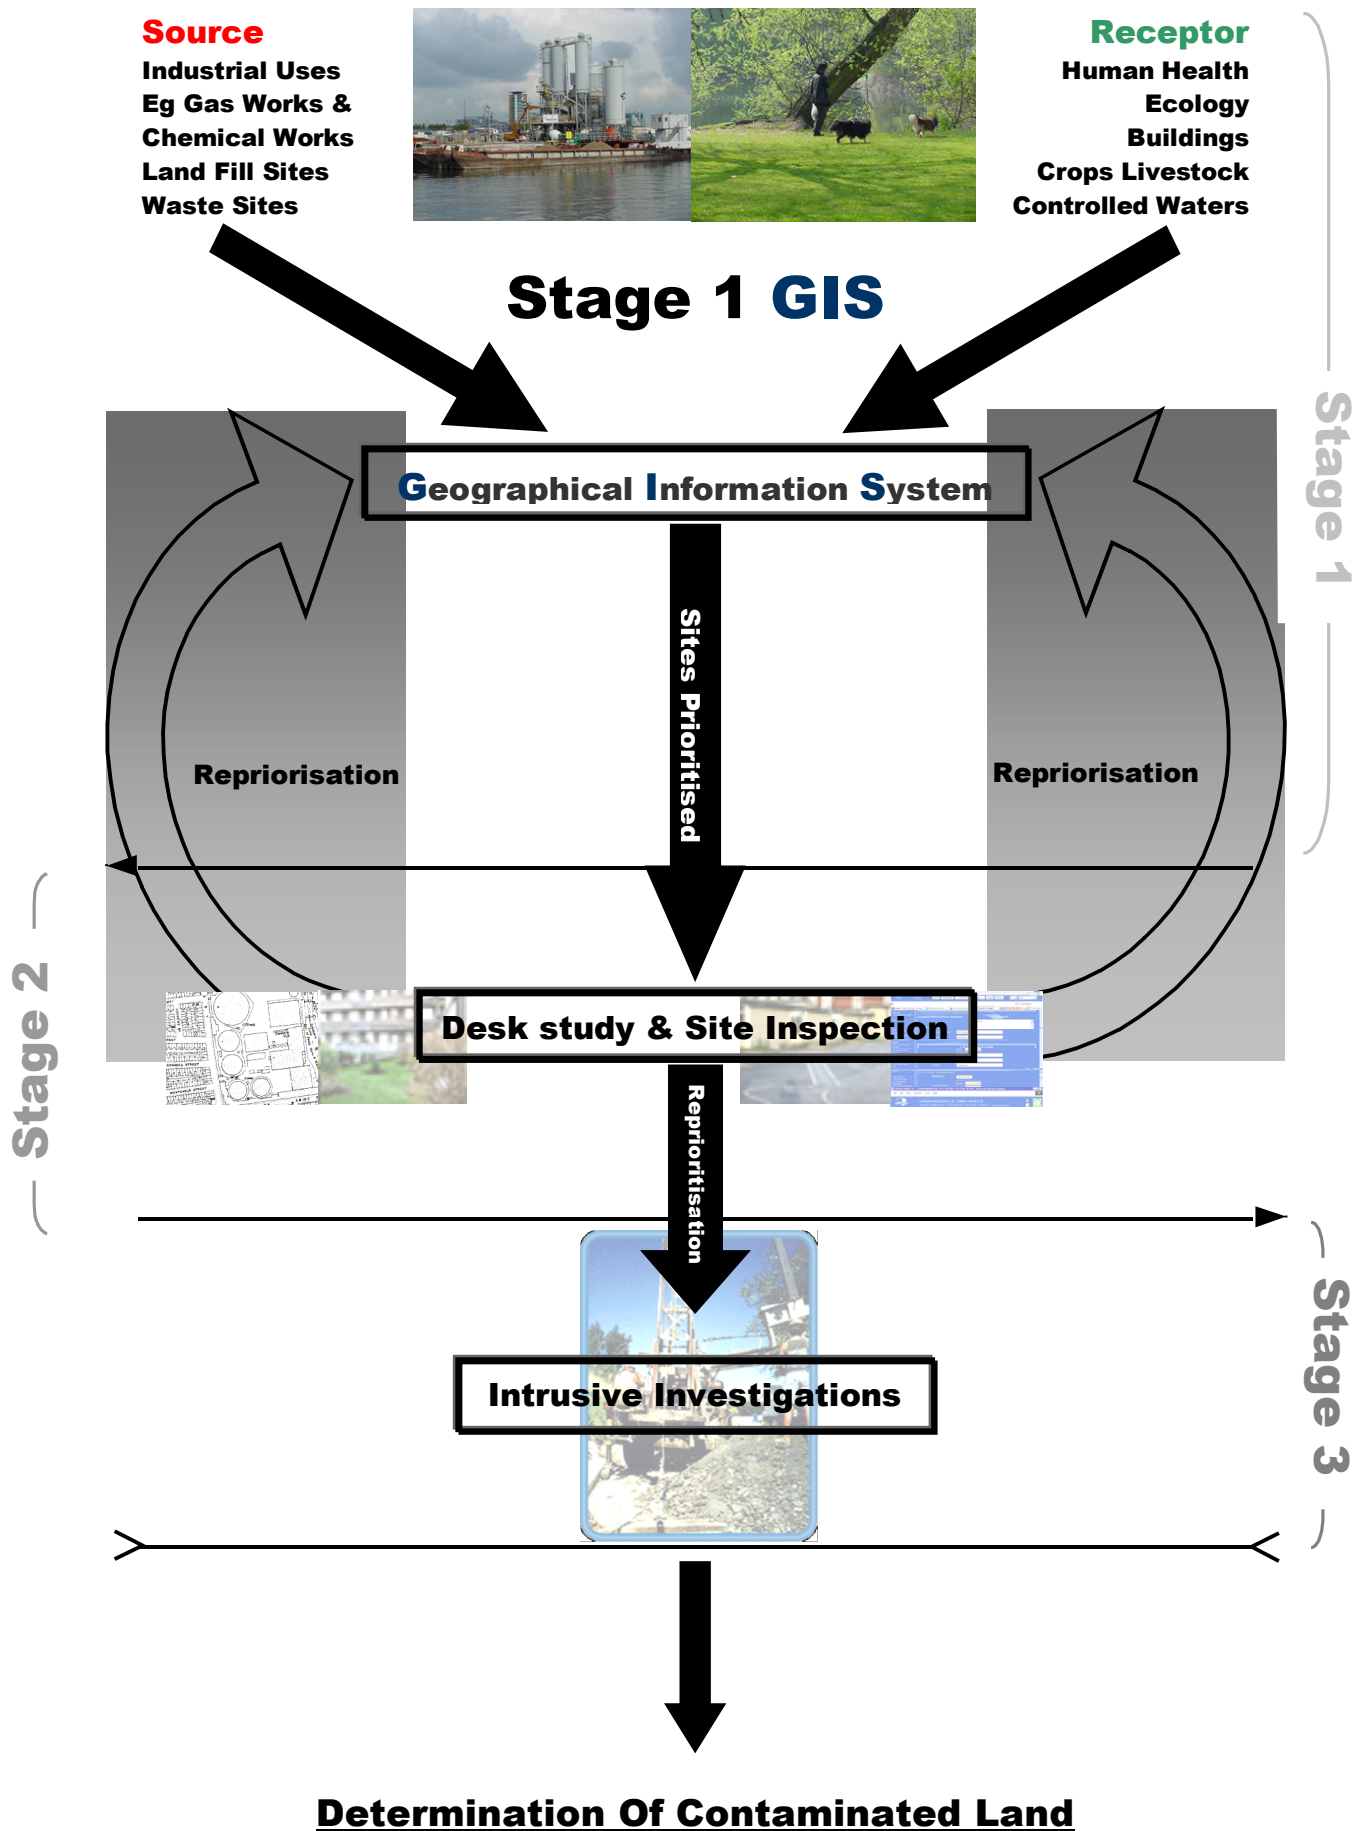 Source
Industrial Uses
Eg Gas Works &
Chemical Works
Land Fill Sites
Waste Sites
Receptor
Human Health
Ecology
Buildings
Crops Livestock
Controlled Waters
Stage 1 GIS
Stage 1
Geographical Information System
Sites Prioritised
Repriorisation
Repriorisation
Stage 2
Desk study & Site Inspection
Reprioritisation
Stage 3
Intrusive Investigations
Determination Of Contaminated Land